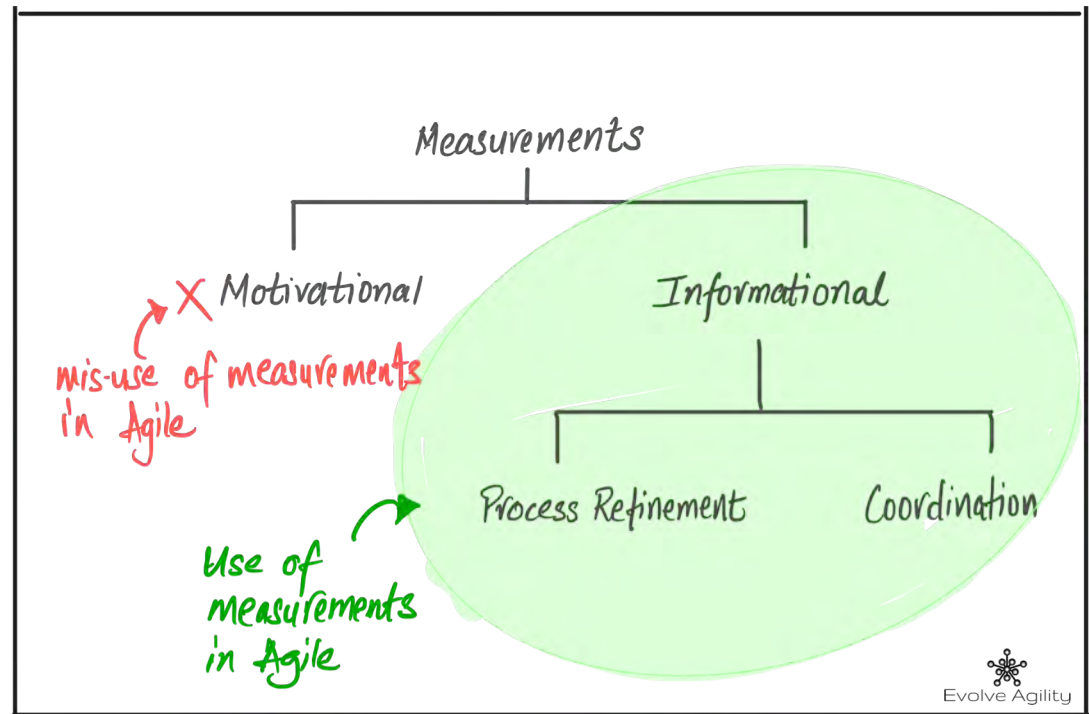 Measurements
X Motivational
Informational
mis-use of measurements
in Agile
Process Refinement
Coordination
Use of
measurements
in Agile
Evolve Agility